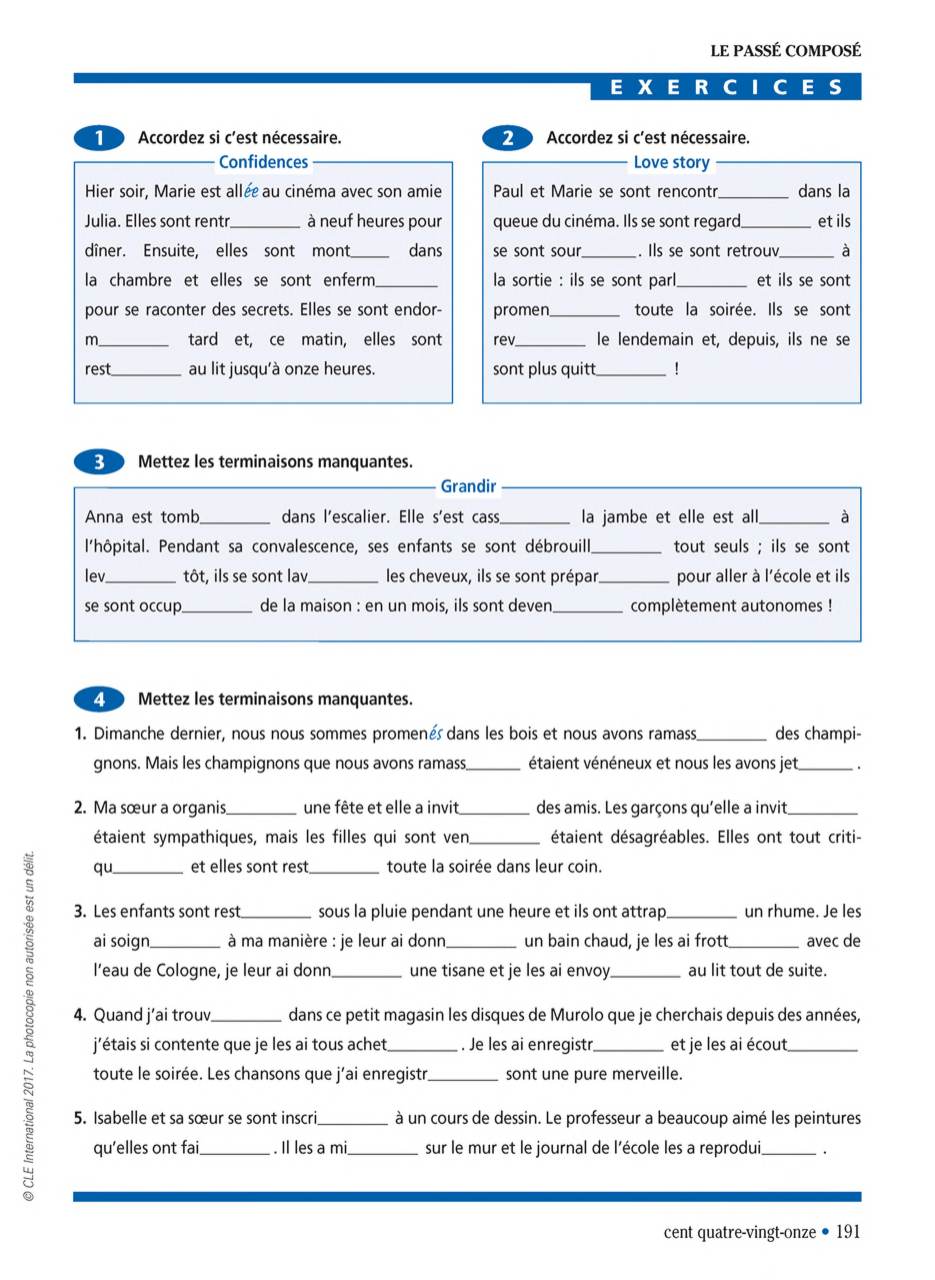 LE PASSÉ COMPOSÉ
EXERCICES
1 Accordez si c’est nécessaire.
Confidences
Hier soir, Marie est allée au cinéma avec son amie
Julia. Elles sont rentr________ à neuf heures pour
dîner. Ensuite, elles sont mont_____ dans
la chambre et elles se sont enferm_______
pour se raconter des secrets. Elles se sont endor-
m________ tard et, ce matin, elles sont
rest________ au lit jusqu’à onze heures.
2 Accordez si c’est nécessaire.
Love story
Paul et Marie se sont rencontr________ dans la
queue du cinéma. Ils se sont regard________ et ils
se sont sour______. Ils se sont retrouv______ à
la sortie : ils se sont parl________ et ils se sont
promen________ toute la soirée. Ils se sont
rev________ le lendemain et, depuis, ils ne se
sont plus quitt________ !
3 Mettez les terminaisons manquantes.
Grandir
Anna est tomb________ dans l’escalier. Elle s’est cass________ la jambe et elle est all________ à
l’hôpital. Pendant sa convalescence, ses enfants se sont débrouill________ tout seuls ; ils se sont
lev________ tôt, ils se sont lav________ les cheveux, ils se sont prépar________ pour aller à l’école et ils
se sont occup________ de la maison : en un mois, ils sont deven________ complètement autonomes !
4 Mettez les terminaisons manquantes.
1. Dimanche dernier, nous nous sommes promenés dans les bois et nous avons ramass________ des champi-
gnons. Mais les champignons que nous avons ramass______ étaient vénéneux et nous les avons jet______ .
2. Ma sœur a organis________ une fête et elle a invit________ des amis. Les garçons qu’elle a invit________
étaient sympathiques, mais les filles qui sont ven________ étaient désagréables. Elles ont tout criti-
qu________ et elles sont rest________ toute la soirée dans leur coin.
3. Les enfants sont rest________ sous la pluie pendant une heure et ils ont attrap________ un rhume. Je les
ai soign________ à ma manière : je leur ai donn________ un bain chaud, je les ai frott________ avec de
l’eau de Cologne, je leur ai donn________ une tisane et je les ai envoy________ au lit tout de suite.
4. Quand j’ai trouv________ dans ce petit magasin les disques de Murolo que je cherchais depuis des années,
j’étais si contente que je les ai tous achet________ . Je les ai enregistr________ et je les ai écout________
toute le soirée. Les chansons que j’ai enregistr________ sont une pure merveille.
5. Isabelle et sa sœur se sont inscri________ à un cours de dessin. Le professeur a beaucoup aimé les peintures
qu’elles ont fai________ . Il les a mi________ sur le mur et le journal de l’école les a reprodui______ .
© CLE International 2017. La photocopie non autorisée est un délit.
cent quatre-vingt-onze • 191